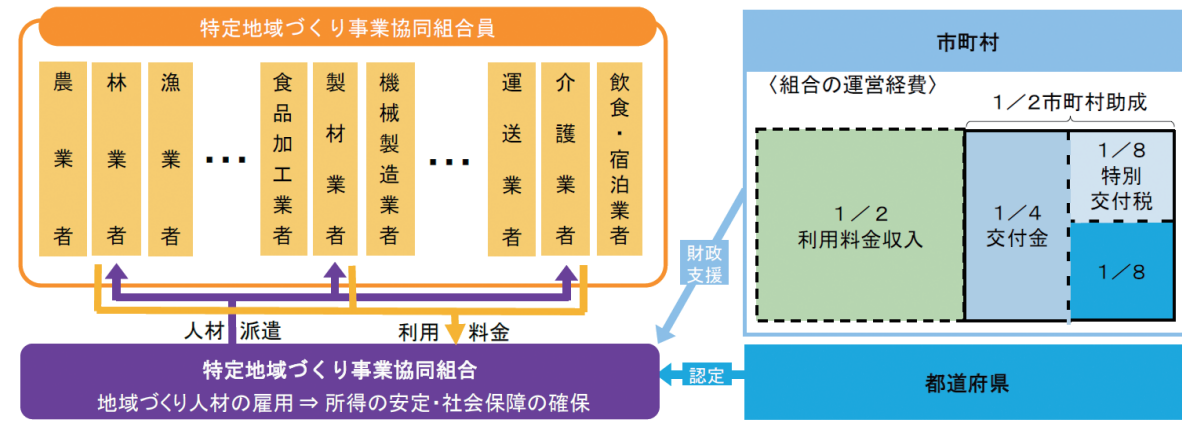 特定地域づくり事業協同組合員
農業者
林業者
漁業者
･･･
食品加工業者
製材業者
機械製造業者
･･･
運送業者
介護業者
飲食・宿泊業者
人材派遣
利用料金
特定地域づくり事業協同組合
地域づくり人材の雇用⇒所得の安定・社会保障の確保
財政
支援
認定
市町村
〈組合の運営経費〉
1／2市町村助成
1／2
利用料金収入
1／4
交付金
1／8
特別
交付税
1／8
都道府県